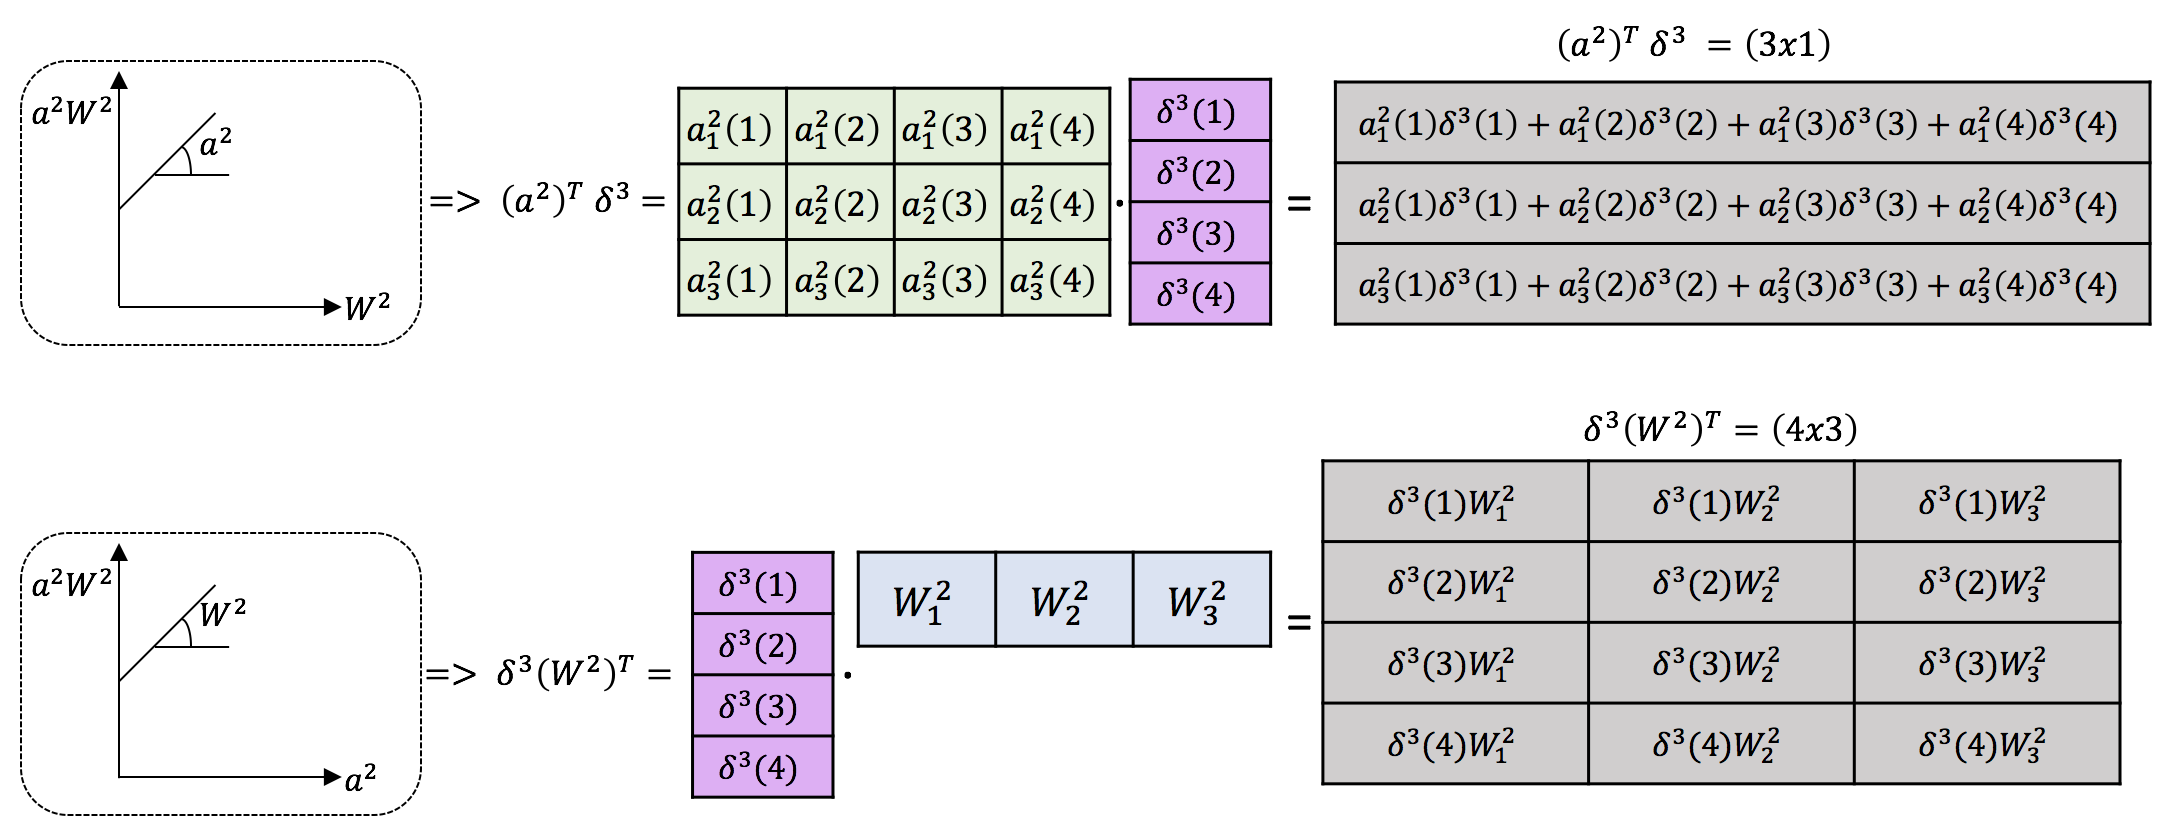 (a²)ᵀ δ³ = (3x1)
a²W²
a²
W²
=> (a²)ᵀ δ³ =
a₁²(1) a₁²(2) a₁²(3) a₁²(4)
a₂²(1) a₂²(2) a₂²(3) a₂²(4)
a₃²(1) a₃²(2) a₃²(3) a₃²(4)
·
δ³(1)
δ³(2)
δ³(3)
δ³(4)
=
a₁²(1)δ³(1) + a₁²(2)δ³(2) + a₁²(3)δ³(3) + a₁²(4)δ³(4)
a₂²(1)δ³(1) + a₂²(2)δ³(2) + a₂²(3)δ³(3) + a₂²(4)δ³(4)
a₃²(1)δ³(1) + a₃²(2)δ³(2) + a₃²(3)δ³(3) + a₃²(4)δ³(4)
δ³(W²)ᵀ = (4x3)
a²W²
W²
a²
=> δ³(W²)ᵀ =
δ³(1)
δ³(2)
δ³(3)
δ³(4)
·
W₁² W₂² W₃²
=
δ³(1)W₁² δ³(1)W₂² δ³(1)W₃²
δ³(2)W₁² δ³(2)W₂² δ³(2)W₃²
δ³(3)W₁² δ³(3)W₂² δ³(3)W₃²
δ³(4)W₁² δ³(4)W₂² δ³(4)W₃²